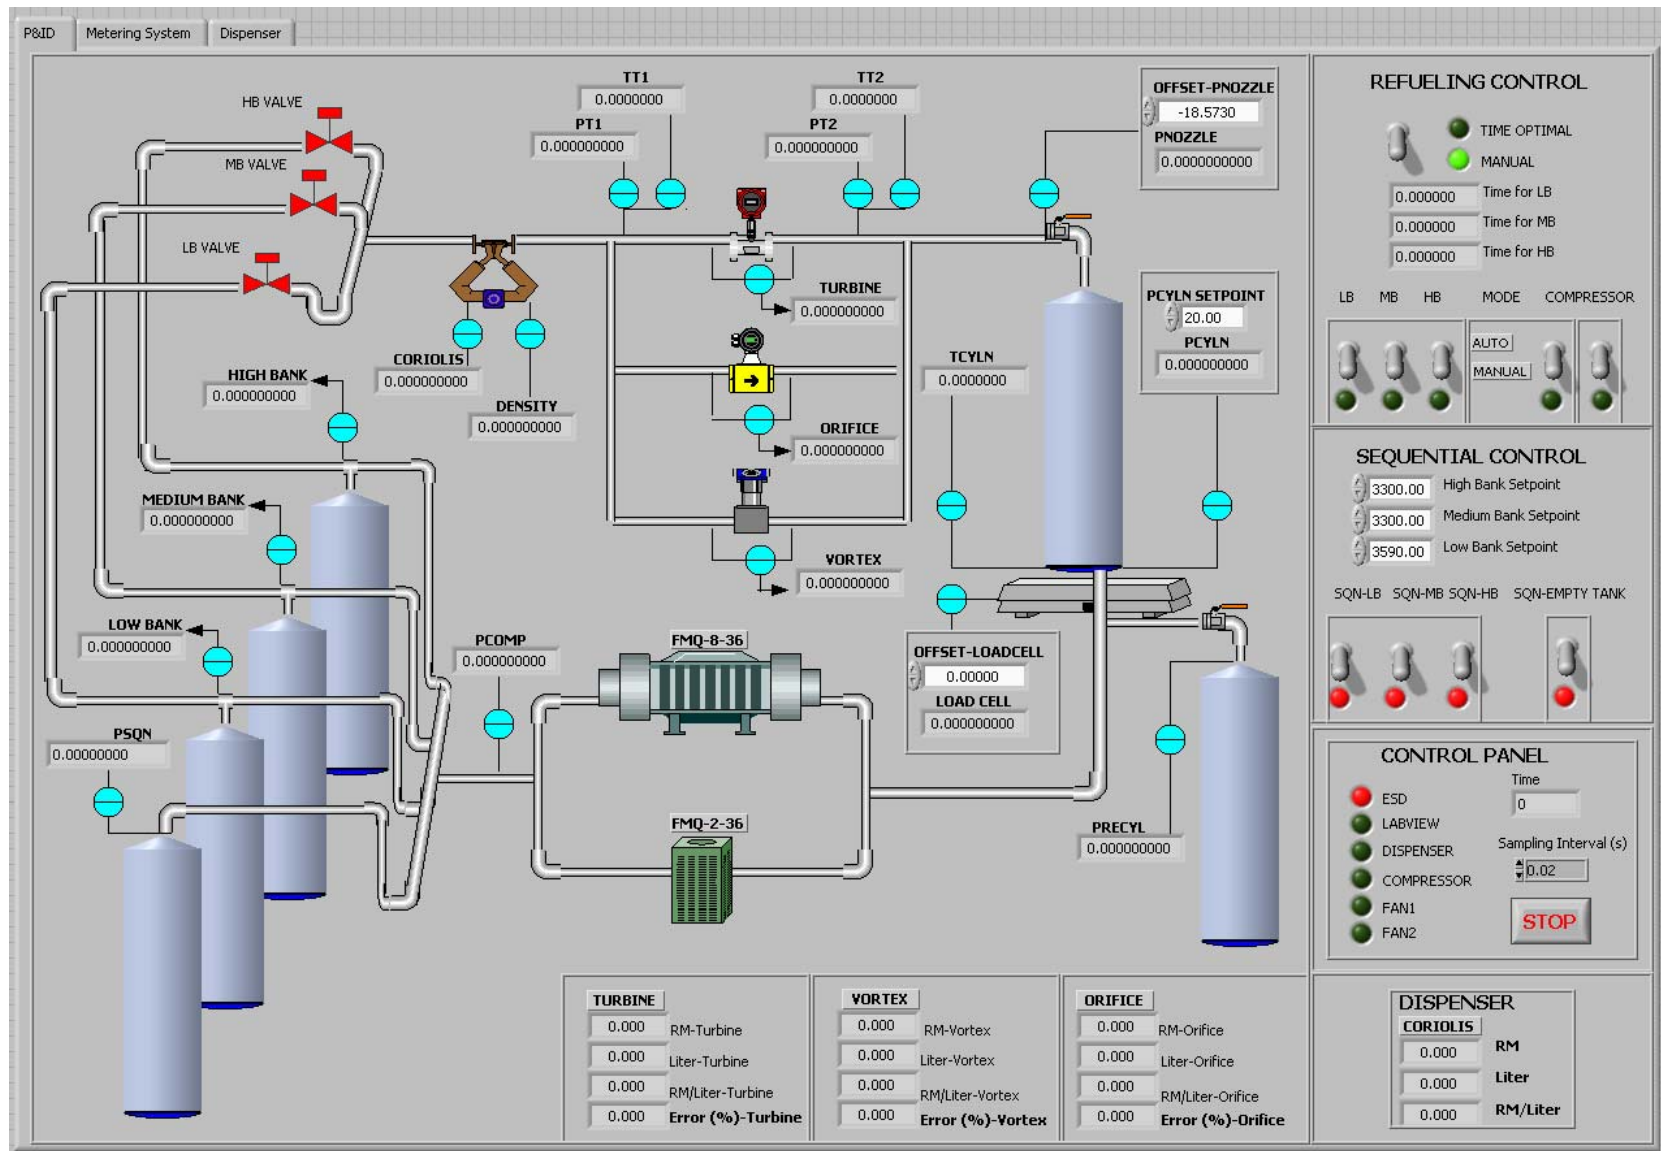 P&ID
Metering System
Dispenser
HB VALVE
MB VALVE
LB VALVE
TT1
0.0000000
PT1
0.000000000
TT2
0.0000000
PT2
0.000000000
OFFSET-PNOZZLE
-18.5730
PNOZZLE
0.0000000000
TURBINE
0.000000000
CORIOLIS
0.000000000
DENSITY
0.000000000
ORIFICE
0.000000000
VORTEX
0.000000000
HIGH BANK
0.000000000
MEDIUM BANK
0.000000000
LOW BANK
0.000000000
PSQN
0.00000000
TCYLN
0.0000000
PCYLN SETPOINT
20.00
PCYLN
0.000000000
PCOMP
0.000000000
FMQ-8-36
FMQ-2-36
OFFSET-LOADCELL
0.00000
LOAD CELL
0.000000000
PRECYL
0.000000000
TURBINE
0.000 RM-Turbine
0.000 Liter-Turbine
0.000 RM/Liter-Turbine
0.000 Error (%)-Turbine
VORTEX
0.000 RM-Vortex
0.000 Liter-Vortex
0.000 RM/Liter-Vortex
0.000 Error (%)-Vortex
ORIFICE
0.000 RM-Orifice
0.000 Liter-Orifice
0.000 RM/Liter-Orifice
0.000 Error (%)-Orifice
REFUELING CONTROL
TIME OPTIMAL
MANUAL
0.000000 Time for LB
0.000000 Time for MB
0.000000 Time for HB
LB MB HB MODE COMPRESSOR
AUTO
MANUAL
SEQUENTIAL CONTROL
3300.00 High Bank Setpoint
3300.00 Medium Bank Setpoint
3590.00 Low Bank Setpoint
SQN-LB SQN-MB SQN-HB SQN-EMPTY TANK
CONTROL PANEL
ESD
LABVIEW
DISPENSER
COMPRESSOR
FAN1
FAN2
Time
0
Sampling Interval (s)
0.02
STOP
DISPENSER
CORIOLIS
0.000 RM
0.000 Liter
0.000 RM/Liter